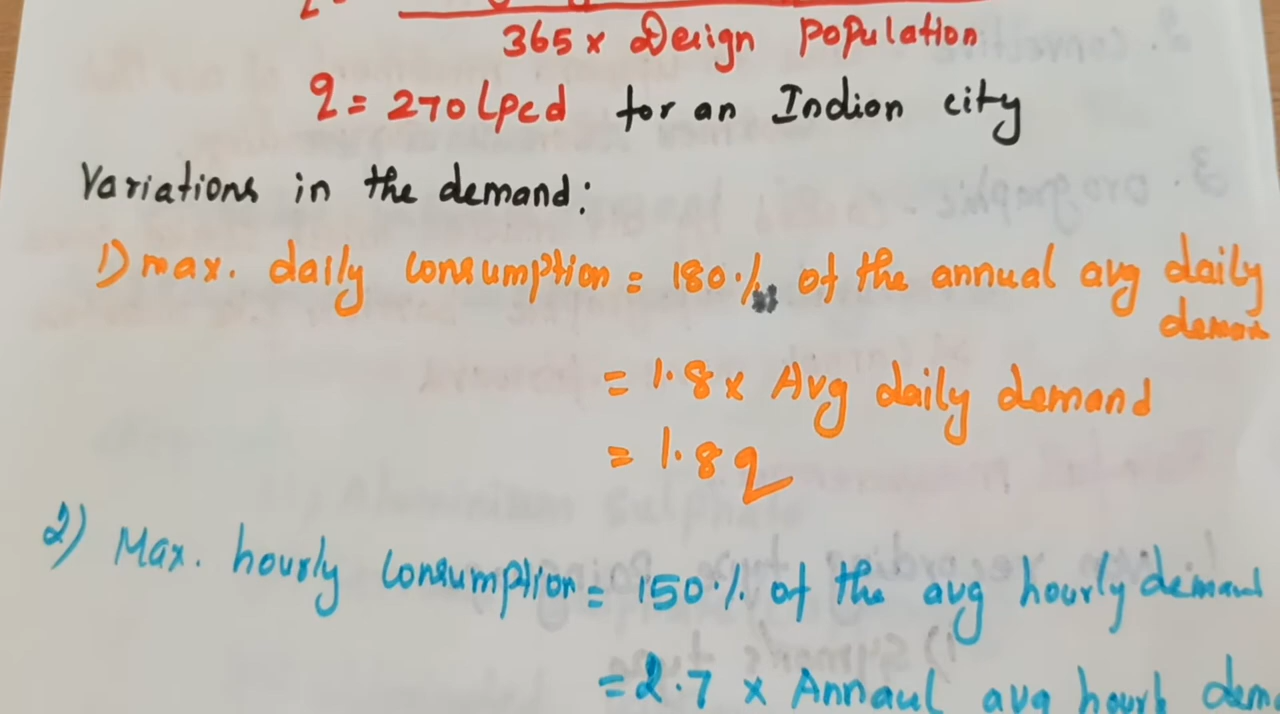 365 x Design Population
q = 270 lpcd for an Indian city
Variations in the demand:
1) max. daily consumption = 180 % of the annual avg daily
demand
= 1.8 x Avg daily demand
= 1.8 q
2) Max. hourly consumption = 150 % of the avg hourly demand
= 2.7 x Annaul avg hourly dem